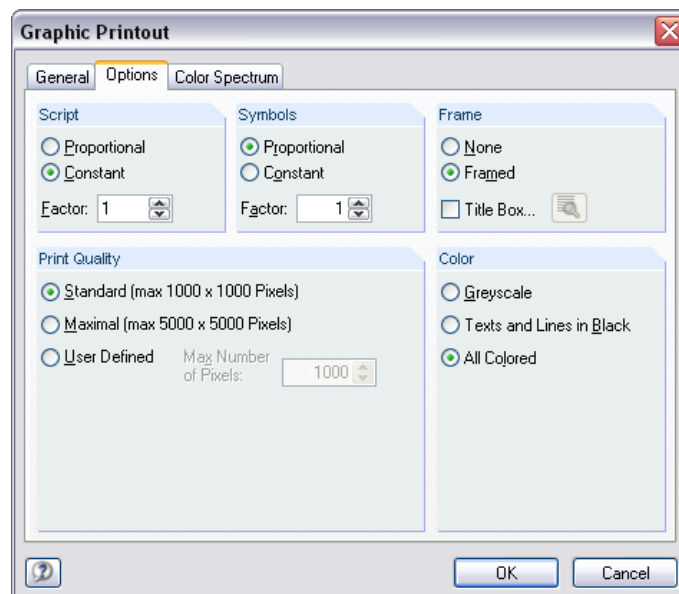 Graphic Printout
General Options Color Spectrum
Script
Proportional
Constant
Factor: 1
Symbols
Proportional
Constant
Factor: 1
Frame
None
Framed
Title Box...
Print Quality
Standard (max 1000 x 1000 Pixels)
Maximal (max 5000 x 5000 Pixels)
User Defined
Max Number
of Pixels:
1000
Color
Greyscale
Texts and Lines in Black
All Colored
OK Cancel